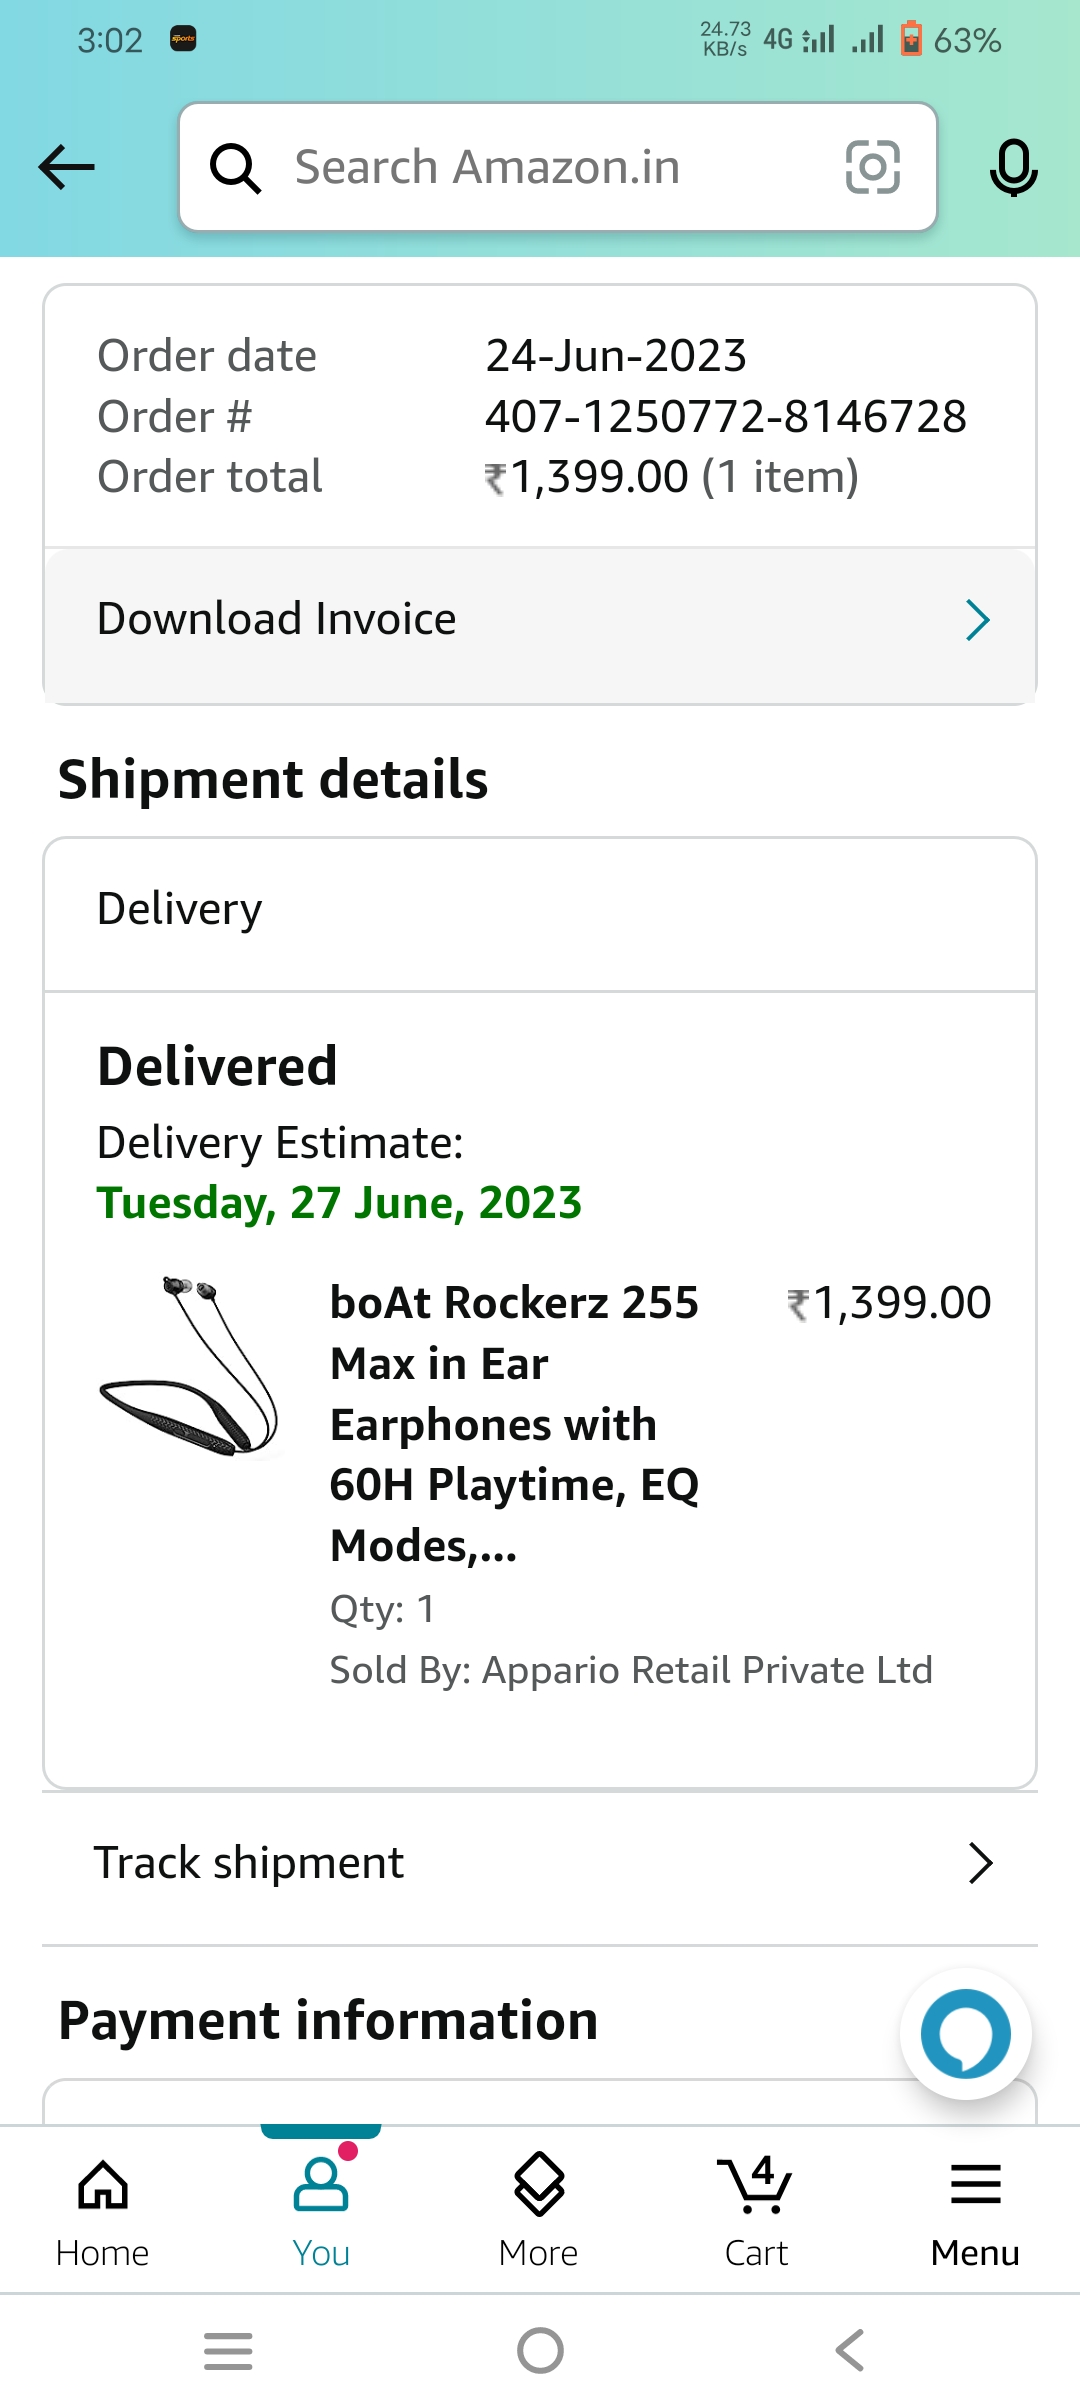 3:02 sports 24.73 KB/s 4G 63%
Search Amazon.in
Order date 24-Jun-2023
Order # 407-1250772-8146728
Order total ₹1,399.00 (1 item)
Download Invoice
Shipment details
Delivery
Delivered
Delivery Estimate:
Tuesday, 27 June, 2023
boAt Rockerz 255 ₹1,399.00
Max in Ear
Earphones with
60H Playtime, EQ
Modes,...
Qty: 1
Sold By: Appario Retail Private Ltd
Track shipment
Payment information
4
Home You More Cart Menu